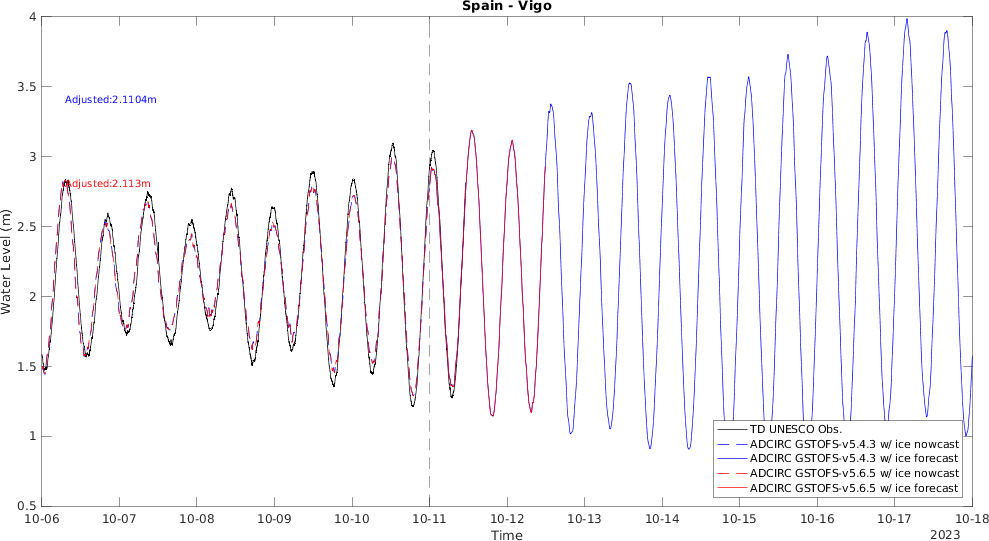 Spain - Vigo
4
3.5
3
2.5
2
1.5
1
0.5
Water Level (m)
Adjusted:2.1104m
Adjusted:2.113m
TD UNESCO Obs.
ADCIRC GSTOFS-v5.4.3 w/ ice nowcast
ADCIRC GSTOFS-v5.4.3 w/ ice forecast
ADCIRC GSTOFS-v5.6.5 w/ ice nowcast
ADCIRC GSTOFS-v5.6.5 w/ ice forecast
10-06 10-07 10-08 10-09 10-10 10-11 10-12 10-13 10-14 10-15 10-16 10-17 10-18
Time
2023